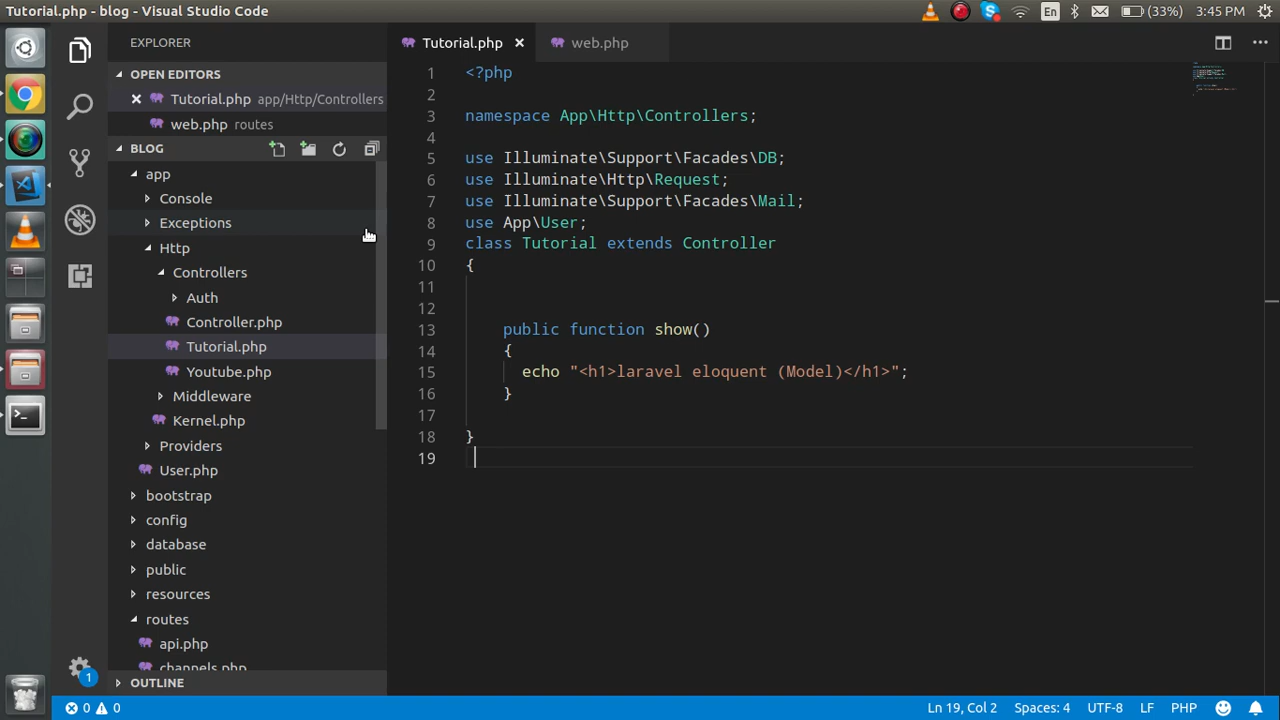 Tutorial.php - blog - Visual Studio Code
En
(33%)
3:45 PM
EXPLORER
OPEN EDITORS
Tutorial.php app/Http/Controllers
web.php routes
BLOG
app
Console
Exceptions
Http
Controllers
Auth
Controller.php
Tutorial.php
Youtube.php
Middleware
Kernel.php
Providers
User.php
bootstrap
config
database
public
resources
routes
api.php
channels.php
OUTLINE
1
Tutorial.php
web.php
1 <?php
2
3 namespace App\Http\Controllers;
4
5 use Illuminate\Support\Facades\DB;
6 use Illuminate\Http\Request;
7 use Illuminate\Support\Facades\Mail;
8 use App\User;
9 class Tutorial extends Controller
10 {
11
12
13 public function show()
14 {
15 echo "<h1>laravel eloquent (Model)</h1>";
16 }
17
18 }
19
0 0
Ln 19, Col 2
Spaces: 4
UTF-8
LF
PHP